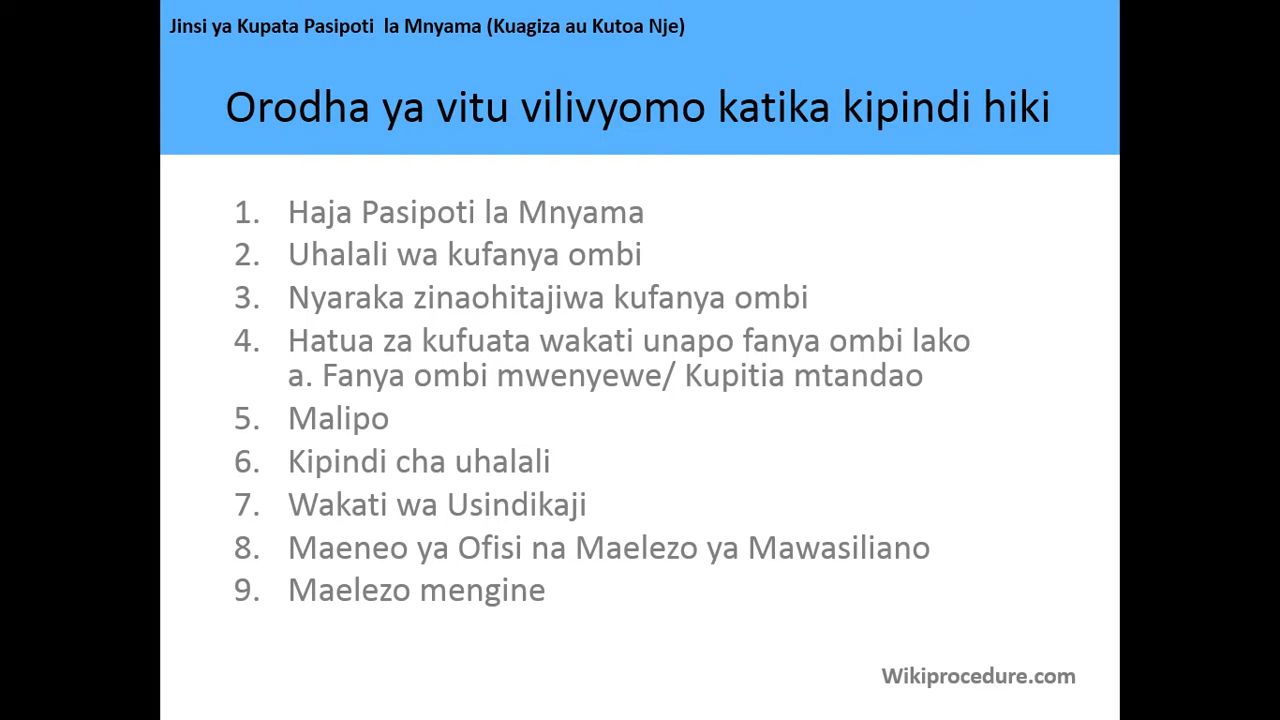 Jinsi ya Kupata Pasipoti la Mnyama (Kuagiza au Kutoa Nje)
Orodha ya vitu vilivyomo katika kipindi hiki
1. Haja Pasipoti la Mnyama
2. Uhalali wa kufanya ombi
3. Nyaraka zinaohitajiwa kufanya ombi
4. Hatua za kufuata wakati unapo fanya ombi lako
a. Fanya ombi mwenyewe/ Kupitia mtandao
5. Malipo
6. Kipindi cha uhalali
7. Wakati wa Usindikaji
8. Maeneo ya Ofisi na Maelezo ya Mawasiliano
9. Maelezo mengine
Wikiprocedure.com